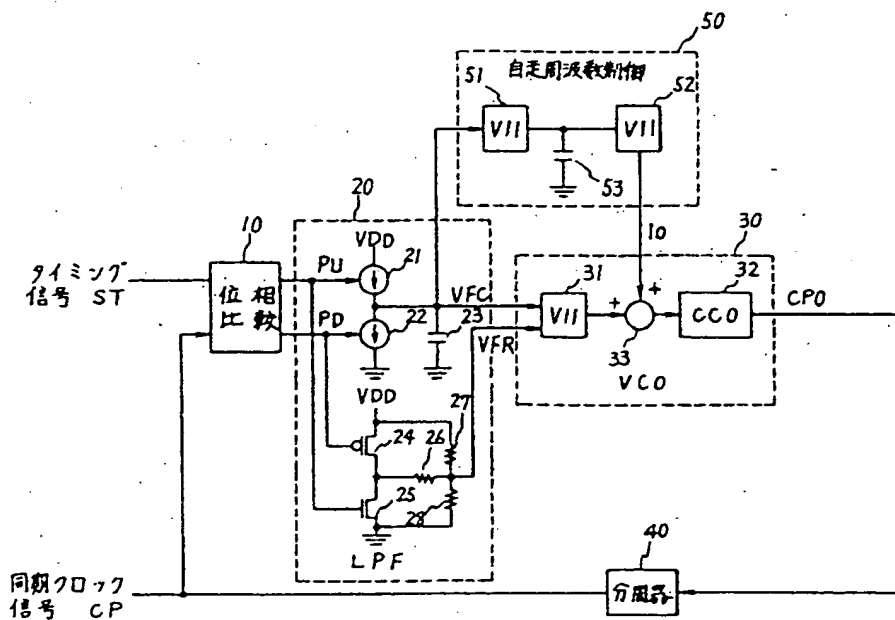 50
51
自走周波数制御
52
V/I
V/I
53
20
10
VDD
Io
30
タイミング
信号 ST
PU
21
31
32
位相
比較
VFC
+
+
CPO
PD
22
23
V/I
CCO
VFR
33
VCO
VDD
27
24
26
25
28
LPF
40
同期クロック
信号 CP
分周器